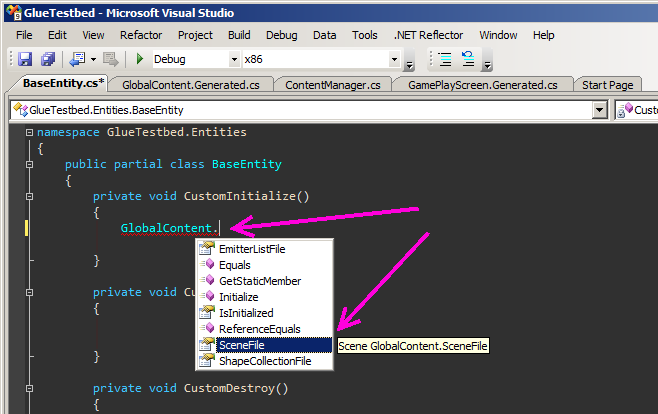 GlueTestbed - Microsoft Visual Studio
File Edit View Refactor Project Build Debug Data Tools .NET Reflector Window Help
Debug x86
BaseEntity.cs* GlobalContent.Generated.cs ContentManager.cs GamePlayScreen.Generated.cs Start Page
GlueTestbed.Entities.BaseEntity Custo
namespace GlueTestbed.Entities
{
public partial class BaseEntity
{
private void CustomInitialize()
{
GlobalContent.
EmitterListFile
Equals
}
GetStaticMember
private void Cu
Initialize
{
IsInitialized
ReferenceEquals
SceneFile Scene GlobalContent.SceneFile
}
ShapeCollectionFile
private void CustomDestroy()
{